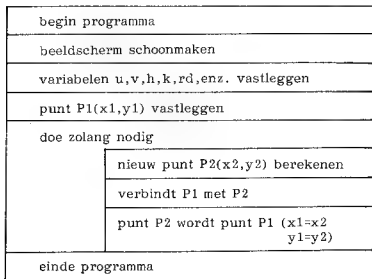 begin programma
beeldscherm schoonmaken
variabelen u,v,h,k,rd,enz. vastleggen
punt P1(x1,y1) vastleggen
doe zolang nodig
nieuw punt P2(x2,y2) berekenen
verbindt P1 met P2
punt P2 wordt punt P1 (x1=x2
y1=y2)
einde programma